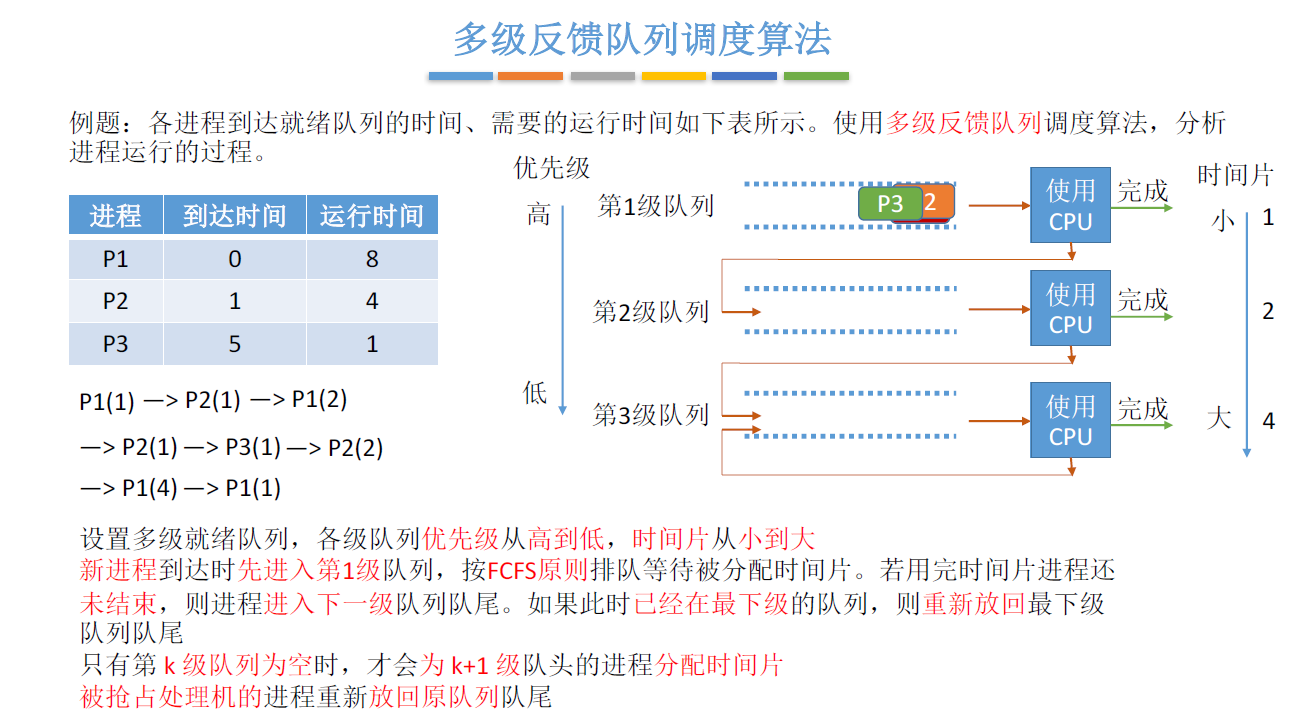 多级反馈队列调度算法
例题：各进程到达就绪队列的时间、需要的运行时间如下表所示。使用多级反馈队列调度算法，分析
进程运行的过程。
进程 到达时间 运行时间
P1 0 8
P2 1 4
P3 5 1
P1(1) —> P2(1) —> P1(2)
—> P2(1) —> P3(1) —> P2(2)
—> P1(4) —> P1(1)
优先级
高
低
第1级队列
P3
2
使用
CPU
完成
第2级队列
使用
CPU
完成
第3级队列
使用
CPU
完成
时间片
小 1
2
大 4
设置多级就绪队列，各级队列优先级从高到低，时间片从小到大
新进程到达时先进入第1级队列，按FCFS原则排队等待被分配时间片。若用完时间片进程还
未结束，则进程进入下一级队列队尾。如果此时已经在最下级的队列，则重新放回最下级
队列队尾
只有第 k 级队列为空时，才会为 k+1 级队头的进程分配时间片
被抢占处理机的进程重新放回原队列队尾